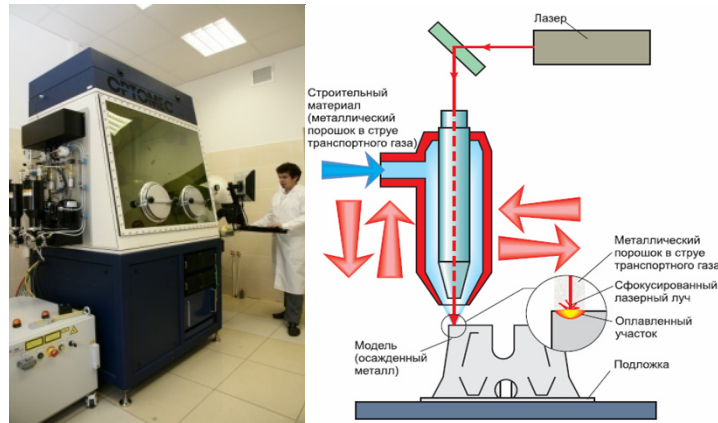 OPTOMEC
Лазер
Строительный
материал
(металлический
порошок в струе
транспортного газа)
Металлический
порошок в струе
транспортного газа
Сфокусированный
лазерный луч
Оплавленный
участок
Модель
(осажденный
металл)
Подложка